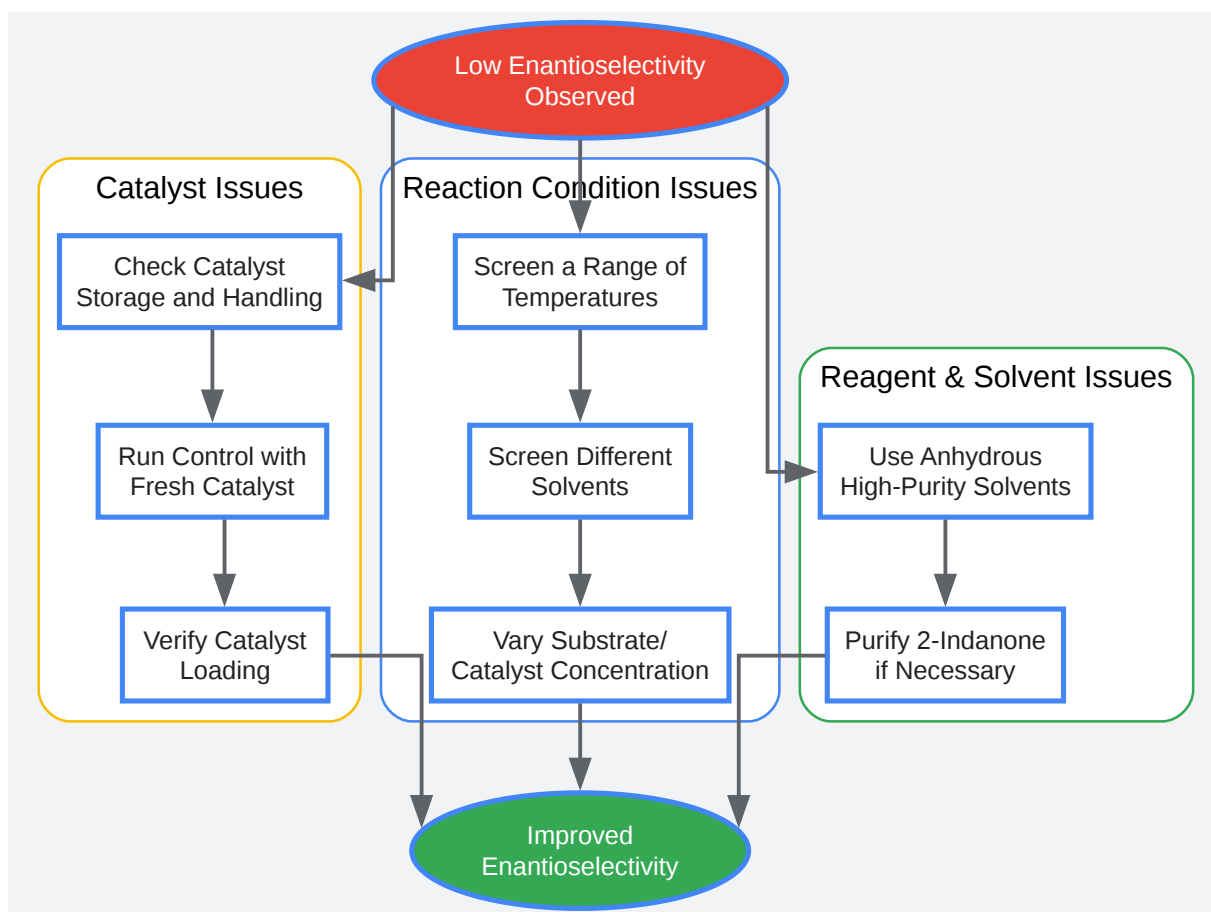 Low Enantioselectivity
Observed
Catalyst Issues
Check Catalyst
Storage and Handling
Run Control with
Fresh Catalyst
Verify Catalyst
Loading
Reaction Condition Issues
Screen a Range of
Temperatures
Screen Different
Solvents
Vary Substrate/
Catalyst Concentration
Reagent & Solvent Issues
Use Anhydrous
High-Purity Solvents
Purify 2-Indanone
if Necessary
Improved
Enantioselectivity